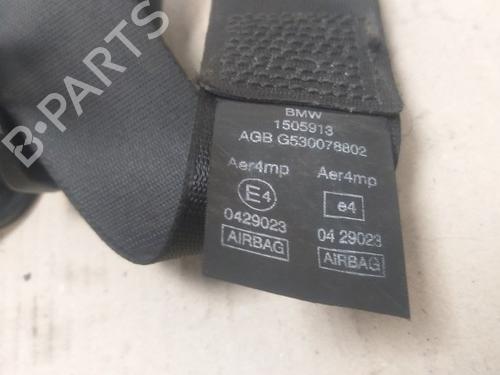 B-PARTS
BMW
1505913
AGB G530078802
Aer4mp Aer4mp
E4 e4
0429023 04 29023
AIRBAG AIRBAG